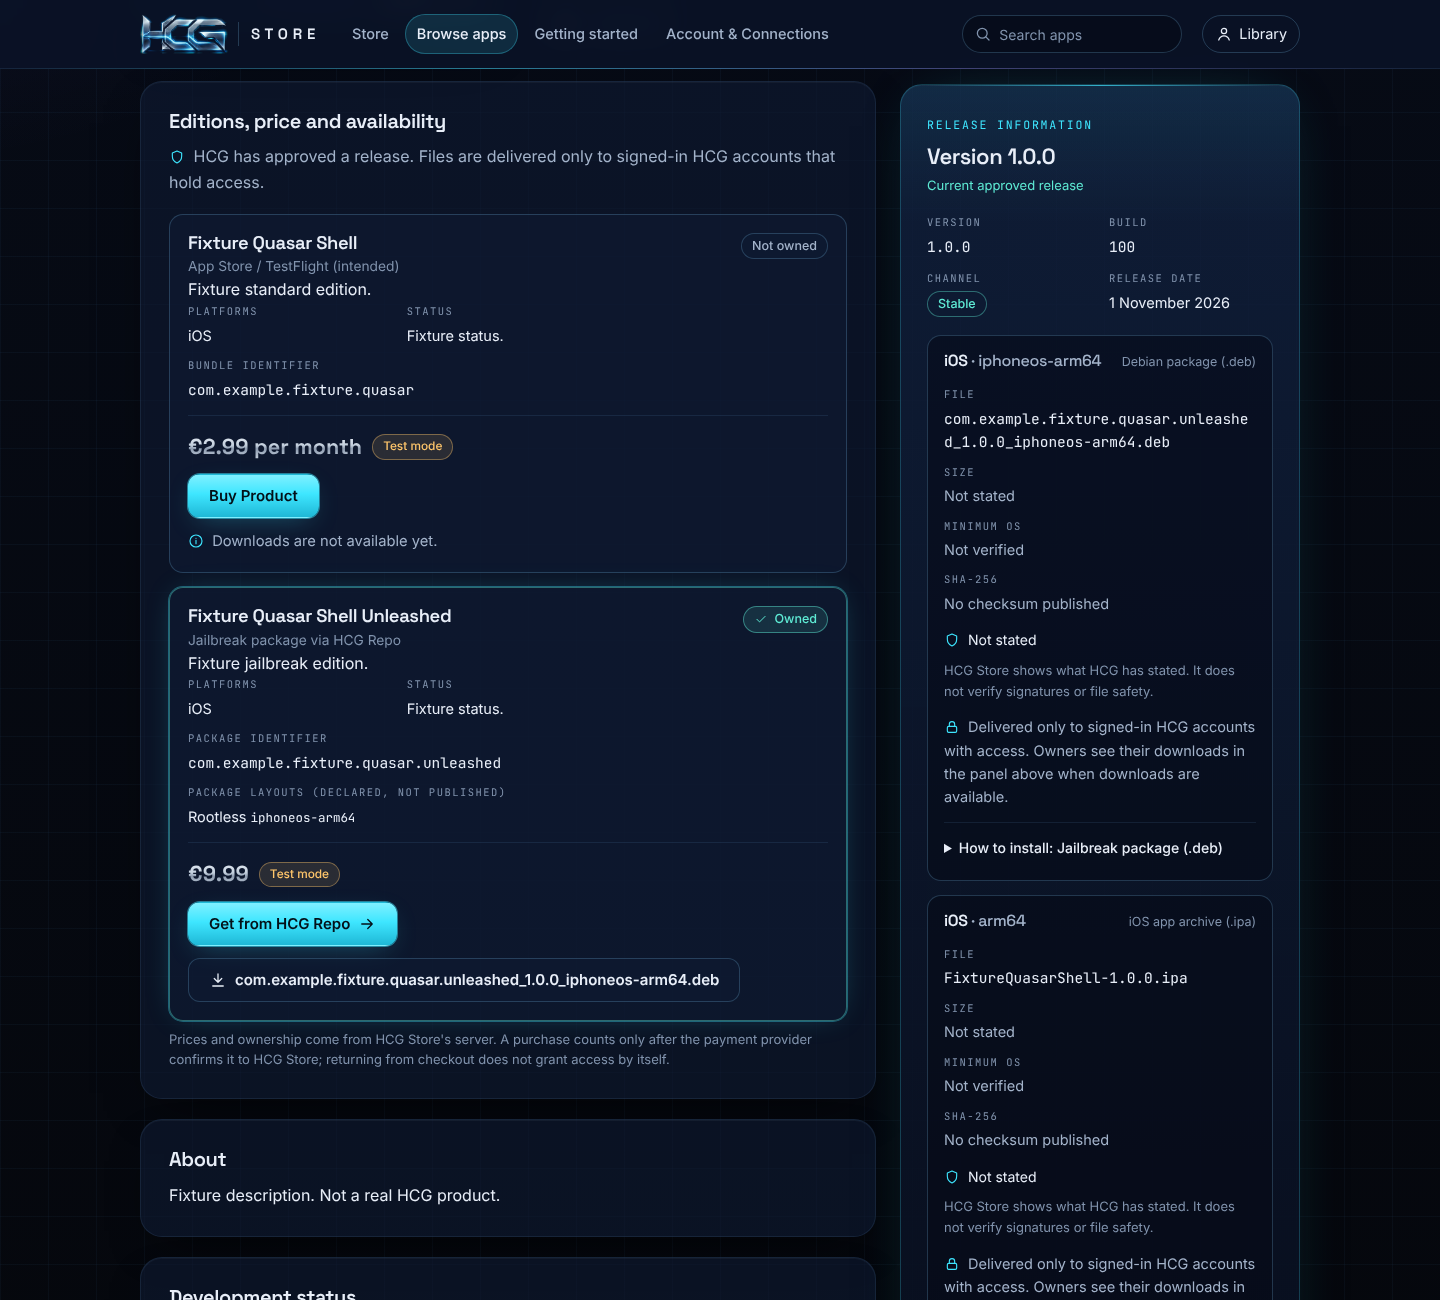 HCG STORE
Store
Browse apps
Getting started
Account & Connections
Search apps
Library
Editions, price and availability
HCG has approved a release. Files are delivered only to signed-in HCG accounts that
hold access.
Fixture Quasar Shell
Not owned
App Store / TestFlight (intended)
Fixture standard edition.
PLATFORMS
STATUS
iOS
Fixture status.
BUNDLE IDENTIFIER
com.example.fixture.quasar
€2.99 per month
Test mode
Buy Product
Downloads are not available yet.
Fixture Quasar Shell Unleashed
Owned
Jailbreak package via HCG Repo
Fixture jailbreak edition.
PLATFORMS
STATUS
iOS
Fixture status.
PACKAGE IDENTIFIER
com.example.fixture.quasar.unleashed
PACKAGE LAYOUTS (DECLARED, NOT PUBLISHED)
Rootless iphoneos-arm64
€9.99
Test mode
Get from HCG Repo →
com.example.fixture.quasar.unleashed_1.0.0_iphoneos-arm64.deb
Prices and ownership come from HCG Store's server. A purchase counts only after the payment provider
confirms it to HCG Store; returning from checkout does not grant access by itself.
About
Fixture description. Not a real HCG product.
Development status
RELEASE INFORMATION
Version 1.0.0
Current approved release
VERSION
BUILD
1.0.0
100
CHANNEL
RELEASE DATE
Stable
1 November 2026
iOS · iphoneos-arm64
Debian package (.deb)
FILE
com.example.fixture.quasar.unleashe
d_1.0.0_iphoneos-arm64.deb
SIZE
Not stated
MINIMUM OS
Not verified
SHA-256
No checksum published
Not stated
HCG Store shows what HCG has stated. It does
not verify signatures or file safety.
Delivered only to signed-in HCG accounts
with access. Owners see their downloads in
the panel above when downloads are
available.
How to install: Jailbreak package (.deb)
iOS · arm64
iOS app archive (.ipa)
FILE
FixtureQuasarShell-1.0.0.ipa
SIZE
Not stated
MINIMUM OS
Not verified
SHA-256
No checksum published
Not stated
HCG Store shows what HCG has stated. It does
not verify signatures or file safety.
Delivered only to signed-in HCG accounts
with access. Owners see their downloads in